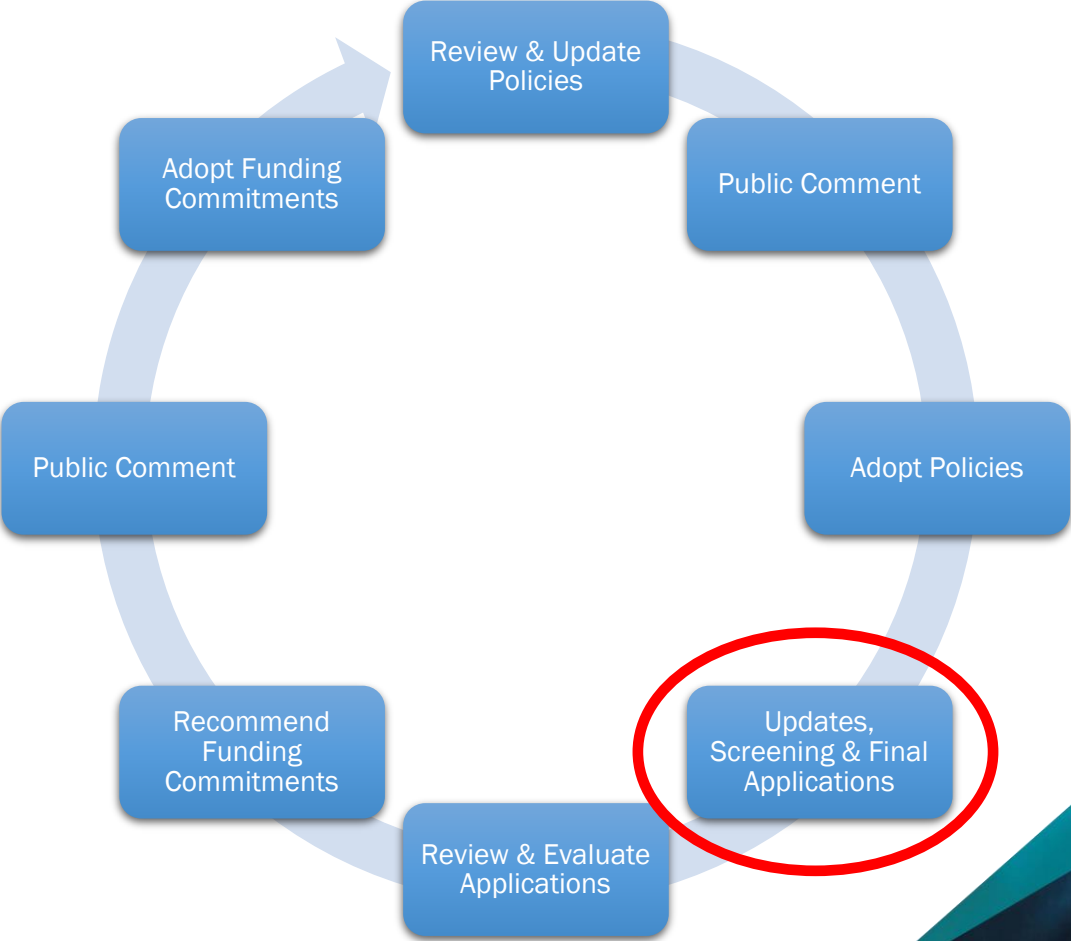 Review & Update
Policies
Public Comment
Adopt Policies
Updates,
Screening & Final
Applications
Review & Evaluate
Applications
Recommend
Funding
Commitments
Public Comment
Adopt Funding
Commitments